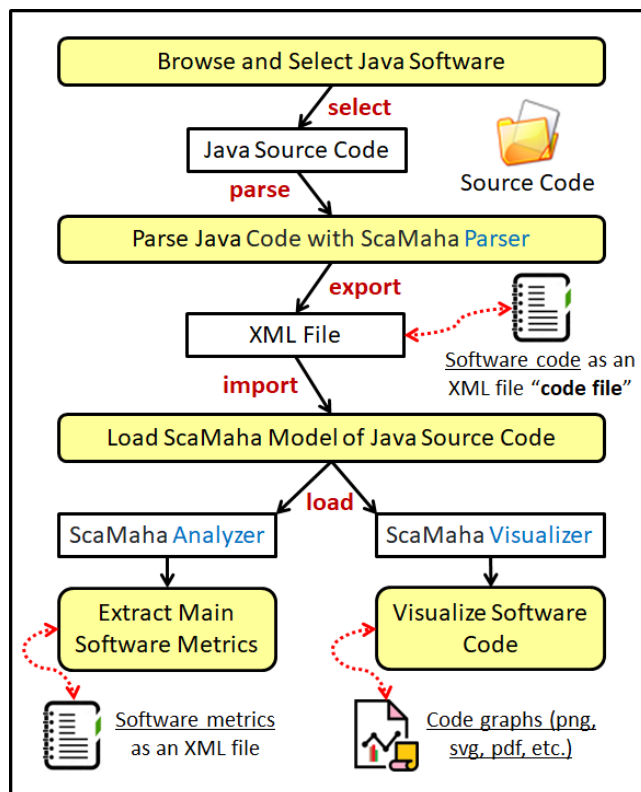 Browse and Select Java Software
select
Java Source Code
Source Code
parse
Parse Java Code with ScaMaha Parser
export
XML File
Software code as an
XML file “code file”
import
Load ScaMaha Model of Java Source Code
load
ScaMaha Analyzer
ScaMaha Visualizer
Extract Main
Software Metrics
Visualize Software
Code
Software metrics
as an XML file
Code graphs (png,
svg, pdf, etc.)